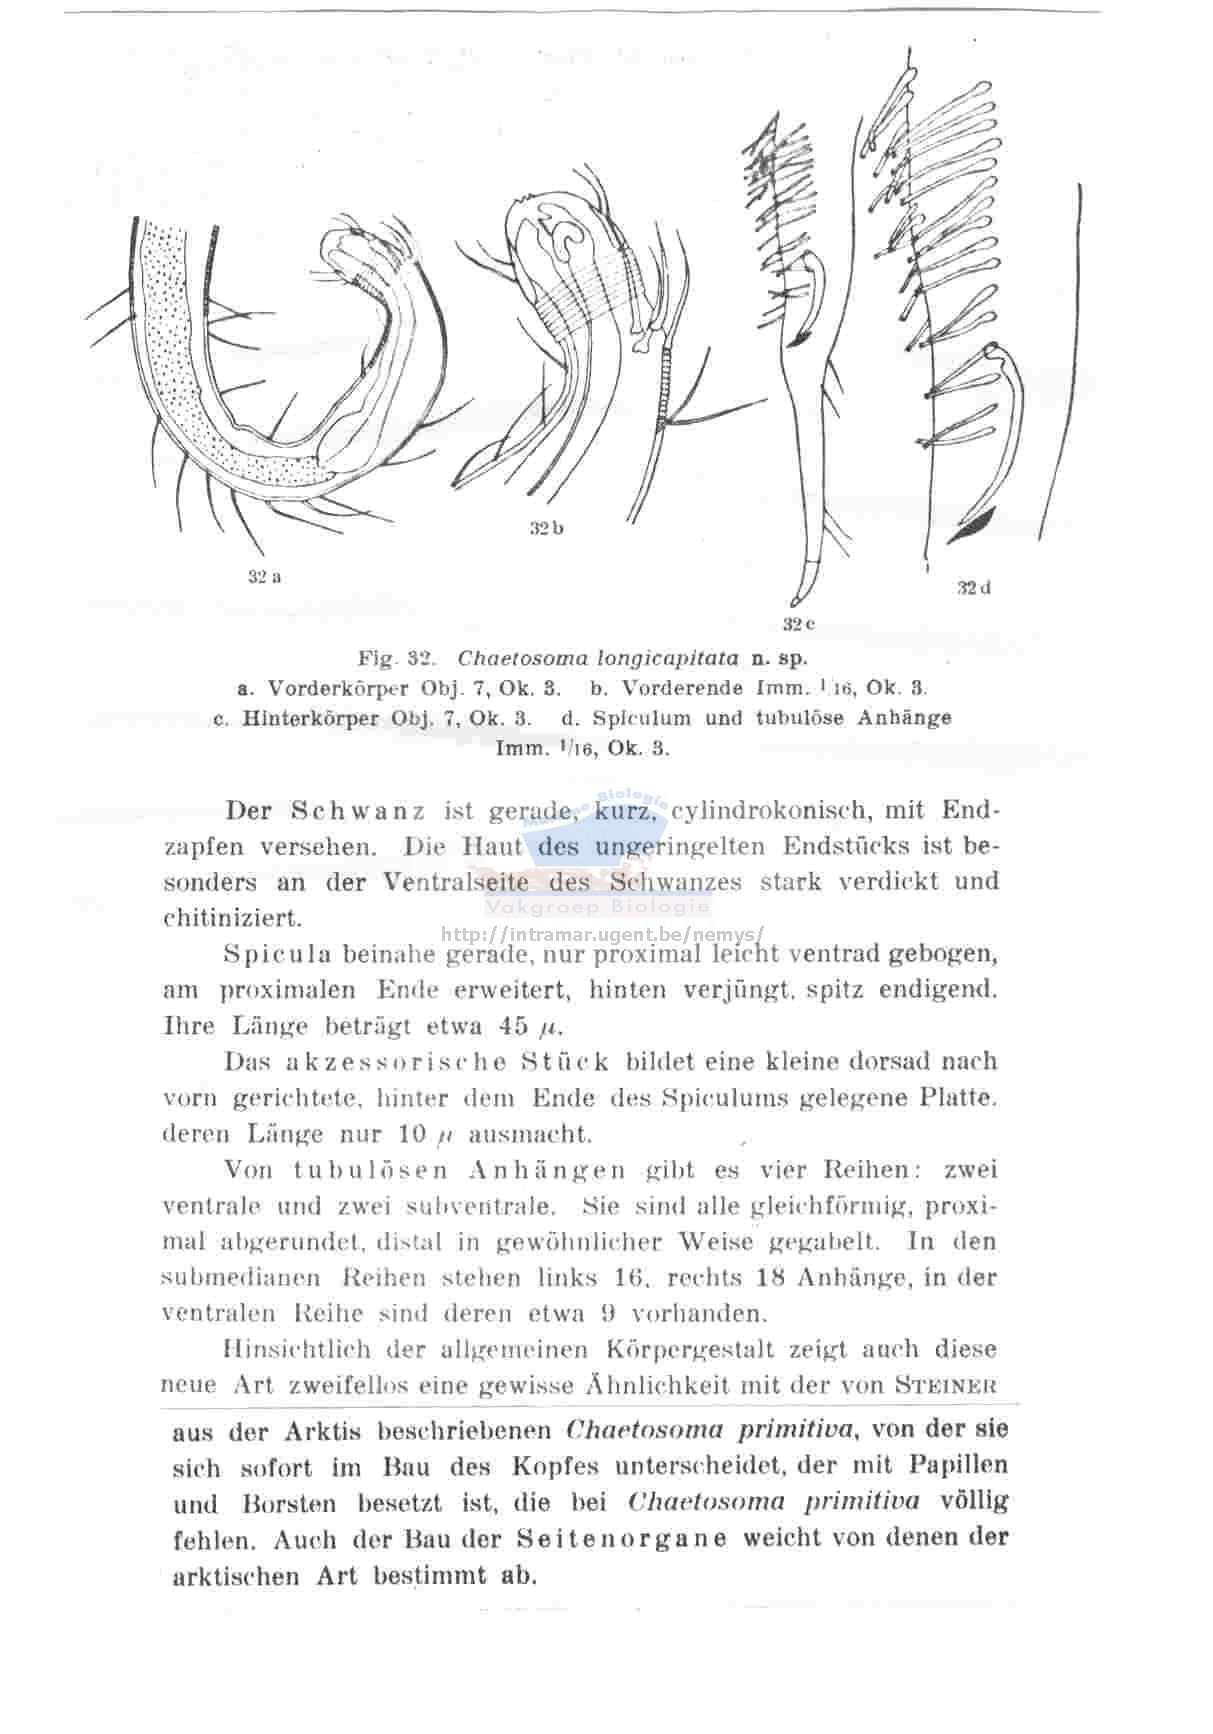 32 a
32 b
32 c
32 d
Fig. 32. Chaetosoma longicapitata n. sp.
a. Vorderkörper Obj. 7, Ok. 3. b. Vorderende Imm. 1/16, Ok. 3.
c. Hinterkörper Obj. 7, Ok. 3. d. Spiculum und tubulöse Anhänge
Imm. 1/16, Ok. 3.
Der Schwanz ist gerade, kurz, cylindrokonisch, mit End-
zapfen versehen. Die Haut des ungeringelten Endstücks ist be-
sonders an der Ventralseite des Schwanzes stark verdickt und
chitiniziert.
Spicula beinahe gerade, nur proximal leicht ventrad gebogen,
am proximalen Ende erweitert, hinten verjüngt, spitz endigend.
Ihre Länge beträgt etwa 45 µ.
Das akzessorische Stück bildet eine kleine dorsad nach
vorn gerichtete, hinter dem Ende des Spiculums gelegene Platte,
deren Länge nur 10 µ ausmacht.
Von tubulösen Anhängen gibt es vier Reihen: zwei
ventrale und zwei subventrale. Sie sind alle gleichförmig, proxi-
mal abgerundet, distal in gewöhnlicher Weise gegabelt. In den
submedianen Reihen stehen links 16, rechts 18 Anhänge, in der
ventralen Reihe sind deren etwa 9 vorhanden.
Hinsichtlich der allgemeinen Körpergestalt zeigt auch diese
neue Art zweifellos eine gewisse Ähnlichkeit mit der von STEINER
aus der Arktis beschriebenen Chaetosoma primitiva, von der sie
sich sofort im Bau des Kopfes unterscheidet, der mit Papillen
und Borsten besetzt ist, die bei Chaetosoma primitiva völlig
fehlen. Auch der Bau der Seitenorgane weicht von denen der
arktischen Art bestimmt ab.
Mariene Biologie
Vakgroep Biologie
http://intramar.ugent.be/nemys/